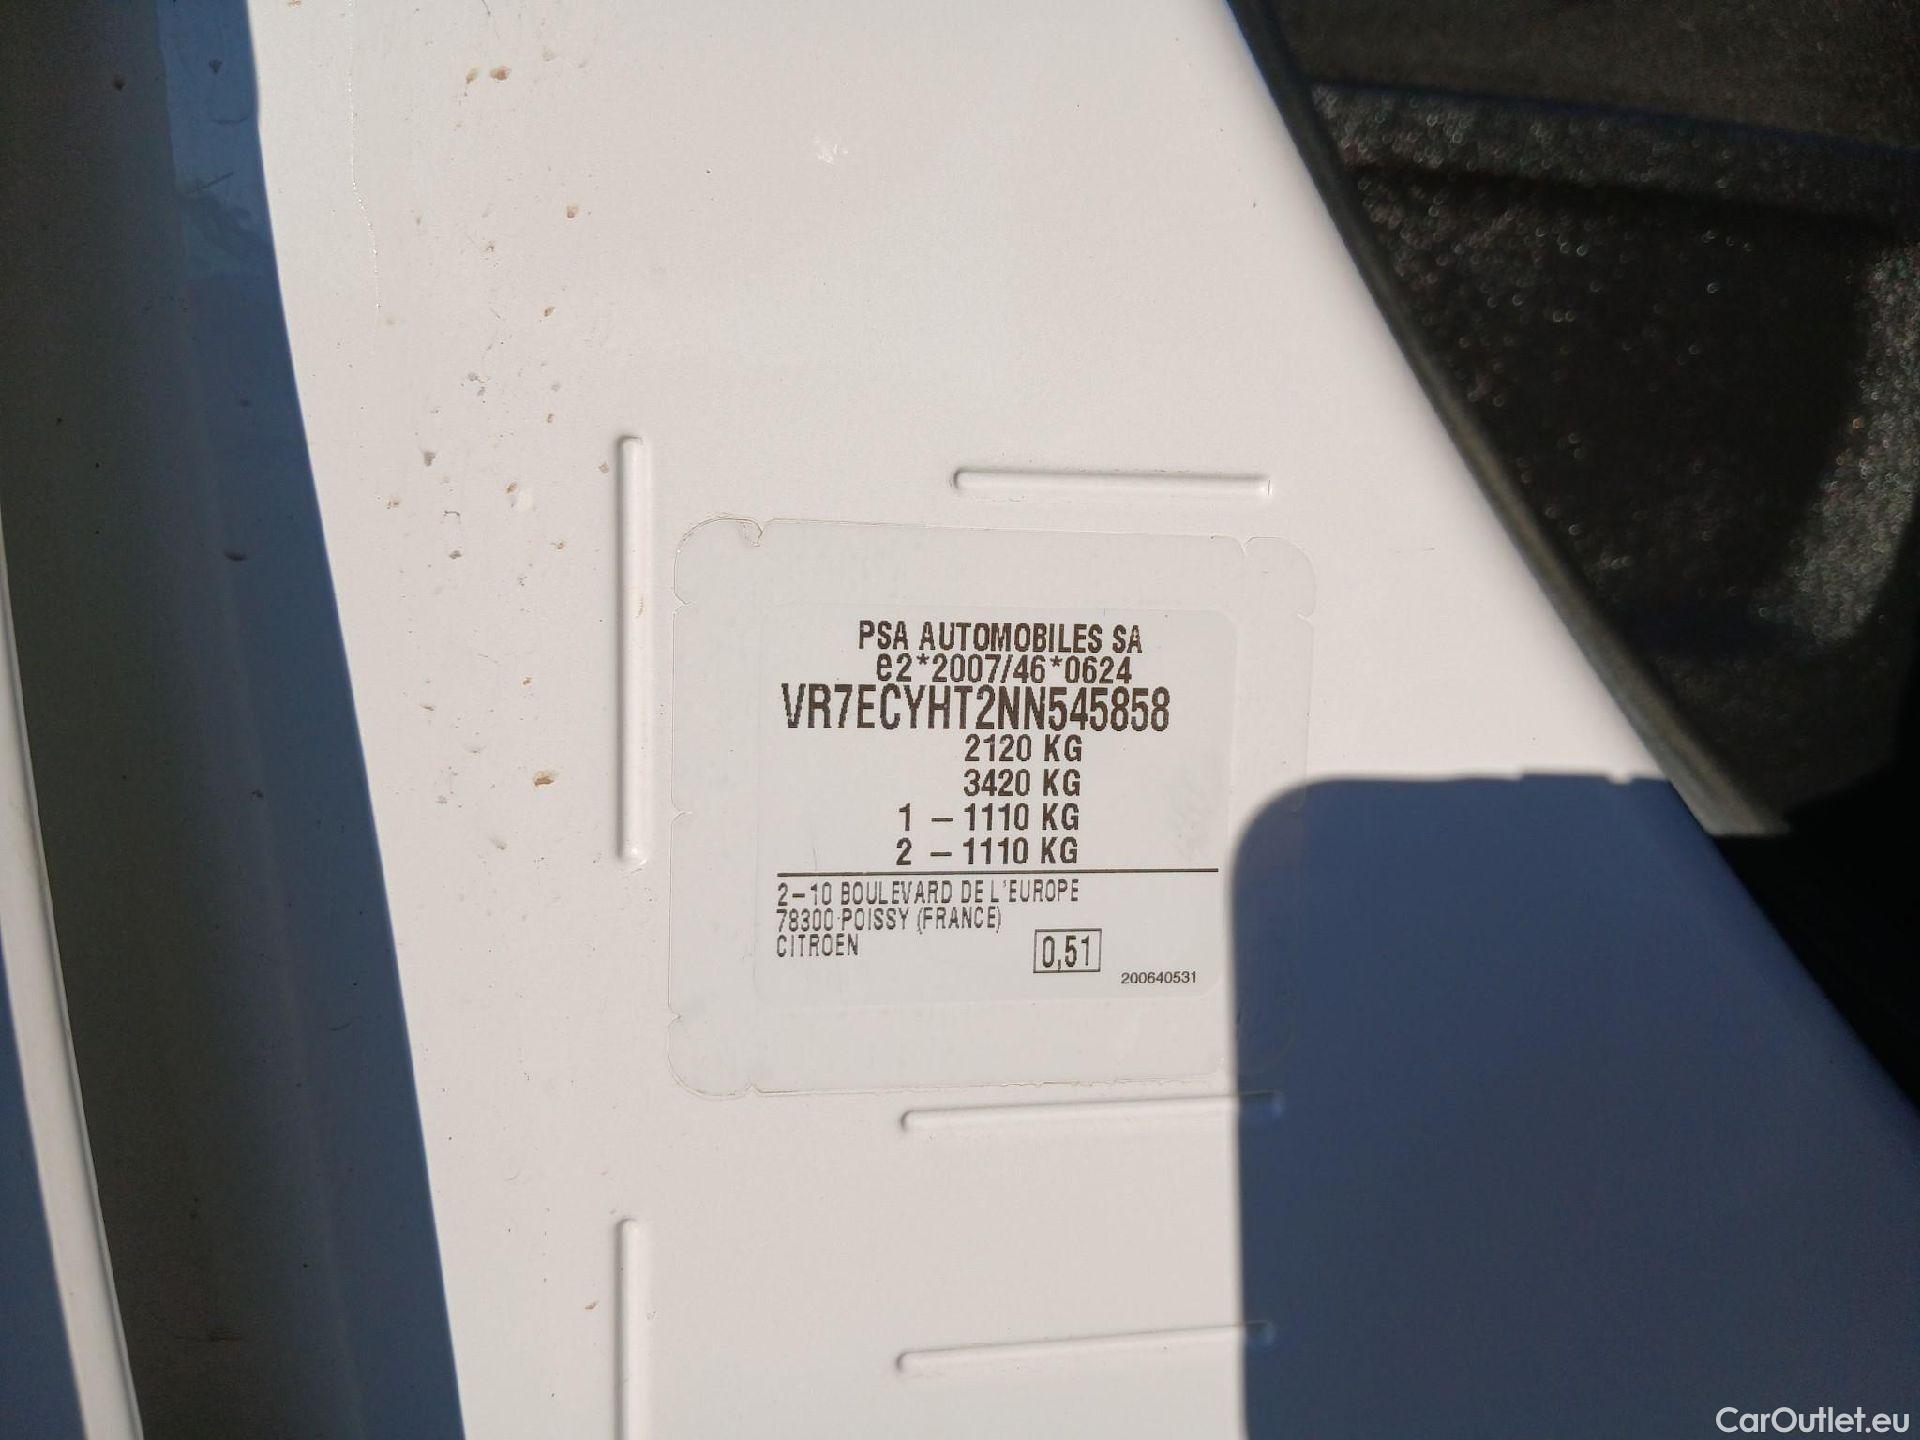 PSA AUTOMOBILES SA
e2*2007/46*0624
VR7ECYHT2NN545858
2120 KG
3420 KG
1 – 1110 KG
2 – 1110 KG
2–10 BOULEVARD DE L'EUROPE
78300 POISSY (FRANCE)
CITROEN
0,51
200640531
CarOutlet.eu